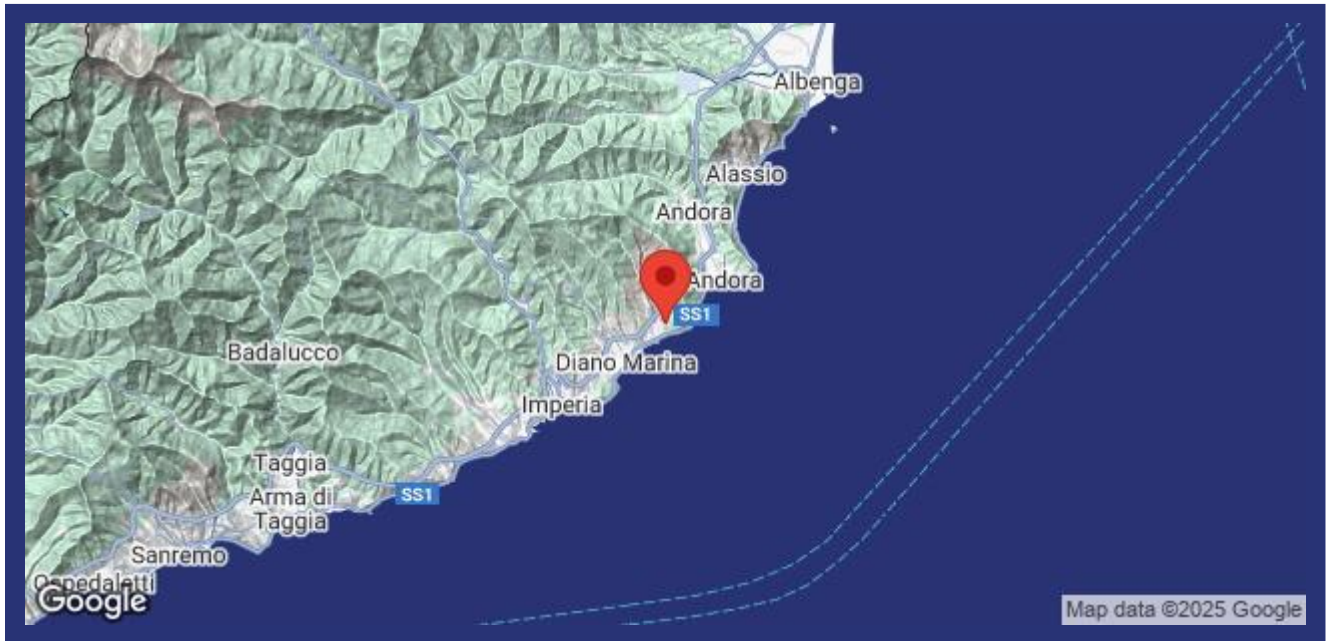 Albenga
Alassio
Andora
Andora
SS1
Badalucco
Diano Marina
Imperia
Taggia
SS1
Arma di
Taggia
Sanremo
Ospedaletti
Google
Map data ©2025 Google